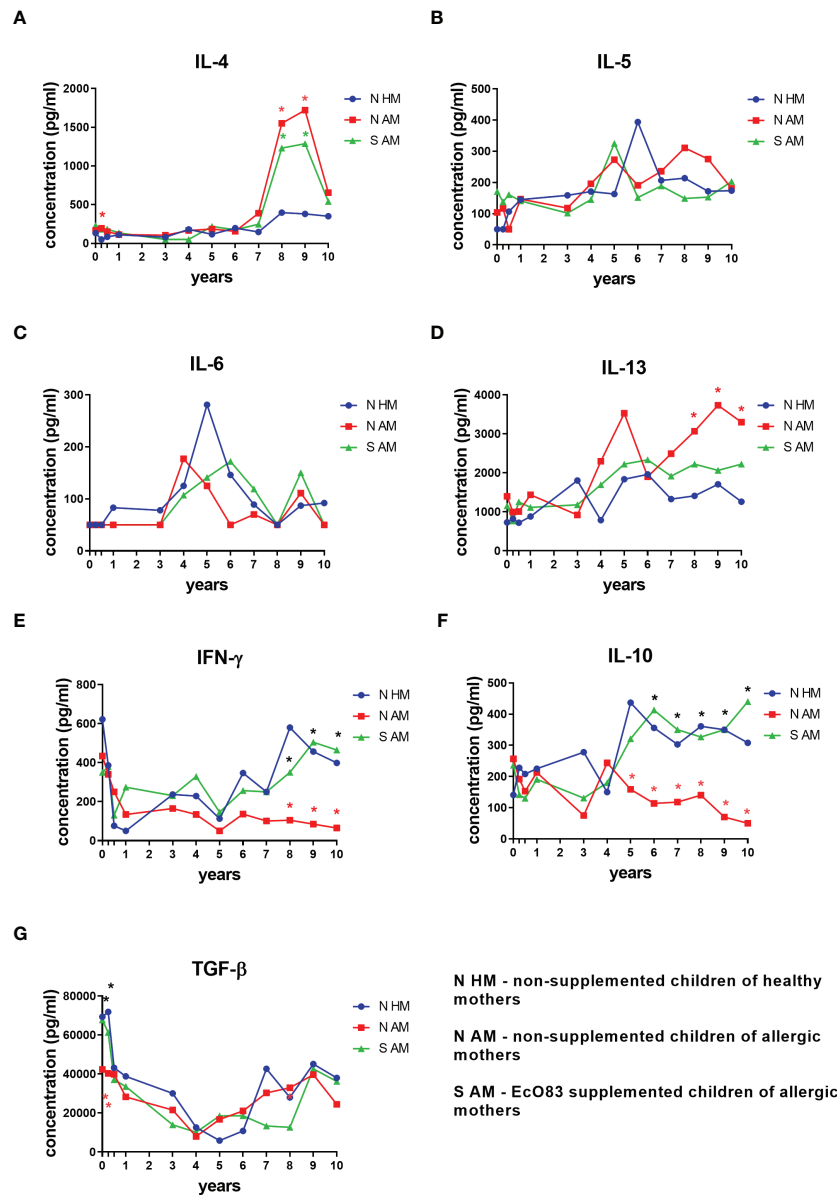 A
IL-4
concentration (pg/ml)
2000
1500
1000
500
0
0 1 2 3 4 5 6 7 8 9 10
years
N HM
N AM
S AM
* * * * *
B
IL-5
concentration (pg/ml)
500
400
300
200
100
0
0 1 2 3 4 5 6 7 8 9 10
years
N HM
N AM
S AM
C
IL-6
concentration (pg/ml)
300
200
100
0
0 1 2 3 4 5 6 7 8 9 10
years
N HM
N AM
S AM
D
IL-13
concentration (pg/ml)
4000
3000
2000
1000
0
0 1 2 3 4 5 6 7 8 9 10
years
N HM
N AM
S AM
* * *
E
IFN-γ
concentration (pg/ml)
800
600
400
200
0
0 1 2 3 4 5 6 7 8 9 10
years
N HM
N AM
S AM
* * *
* * *
F
IL-10
concentration (pg/ml)
500
400
300
200
100
0
0 1 2 3 4 5 6 7 8 9 10
years
N HM
N AM
S AM
* * * * *
* * * * * *
G
TGF-β
concentration (pg/ml)
80000
60000
40000
20000
0
0 1 2 3 4 5 6 7 8 9 10
years
N HM
N AM
S AM
* *
* *
N HM - non-supplemented children of healthy
mothers
N AM - non-supplemented children of allergic
mothers
S AM - EcO83 supplemented children of allergic
mothers